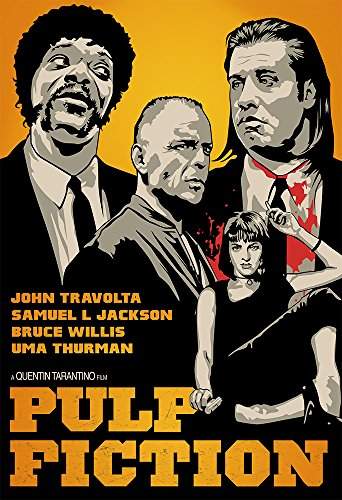 JOHN TRAVOLTA
SAMUEL L JACKSON
BRUCE WILLIS
UMA THURMAN
A QUENTIN TARANTINO FILM
PULP
FICTION